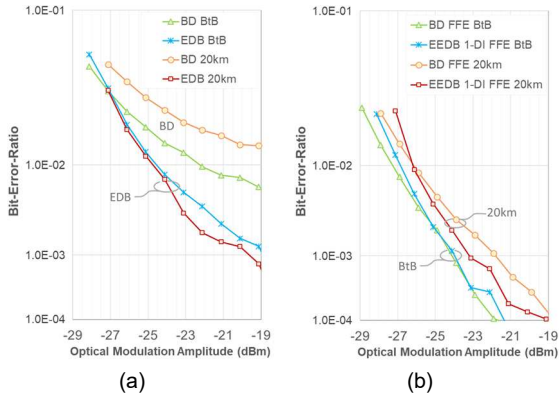 1.0E-01
BD BtB
EDB BtB
BD 20km
EDB 20km
BD
1.0E-02
EDB
1.0E-03
1.0E-04
Bit-Error-Ratio
-29 -27 -25 -23 -21 -19
Optical Modulation Amplitude (dBm)
(a)
1.0E-01
BD FFE BtB
EEDB 1-DI FFE BtB
BD FFE 20km
EEDB 1-DI FFE 20km
1.0E-02
20km
1.0E-03
BtB
1.0E-04
Bit-Error-Ratio
-29 -27 -25 -23 -21 -19
Optical Modulation Amplitude (dBm)
(b)